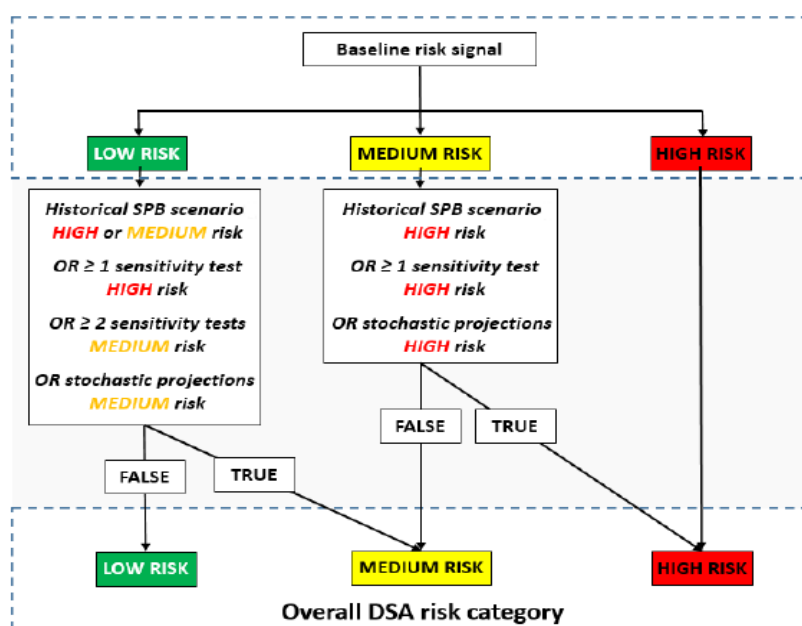 Baseline risk signal
LOW RISK
MEDIUM RISK
HIGH RISK
Historical SPB scenario
HIGH or MEDIUM risk
OR ≥ 1 sensitivity test
HIGH risk
OR ≥ 2 sensitivity tests
MEDIUM risk
OR stochastic projections
MEDIUM risk
Historical SPB scenario
HIGH risk
OR ≥ 1 sensitivity test
HIGH risk
OR stochastic projections
HIGH risk
FALSE
TRUE
FALSE
TRUE
LOW RISK
MEDIUM RISK
HIGH RISK
Overall DSA risk category